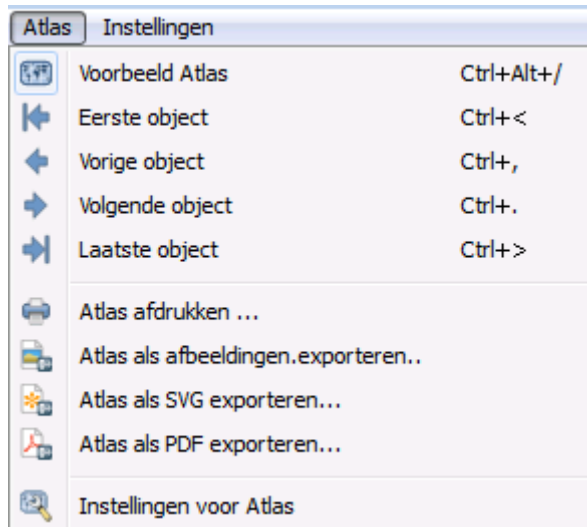 Atlas Instellingen
Voorbeeld Atlas Ctrl+Alt+/
Eerste object Ctrl+<
Vorige object Ctrl+,
Volgende object Ctrl+.
Laatste object Ctrl+>
Atlas afdrukken ...
Atlas als afbeeldingen.exporteren..
Atlas als SVG exporteren...
Atlas als PDF exporteren...
Instellingen voor Atlas